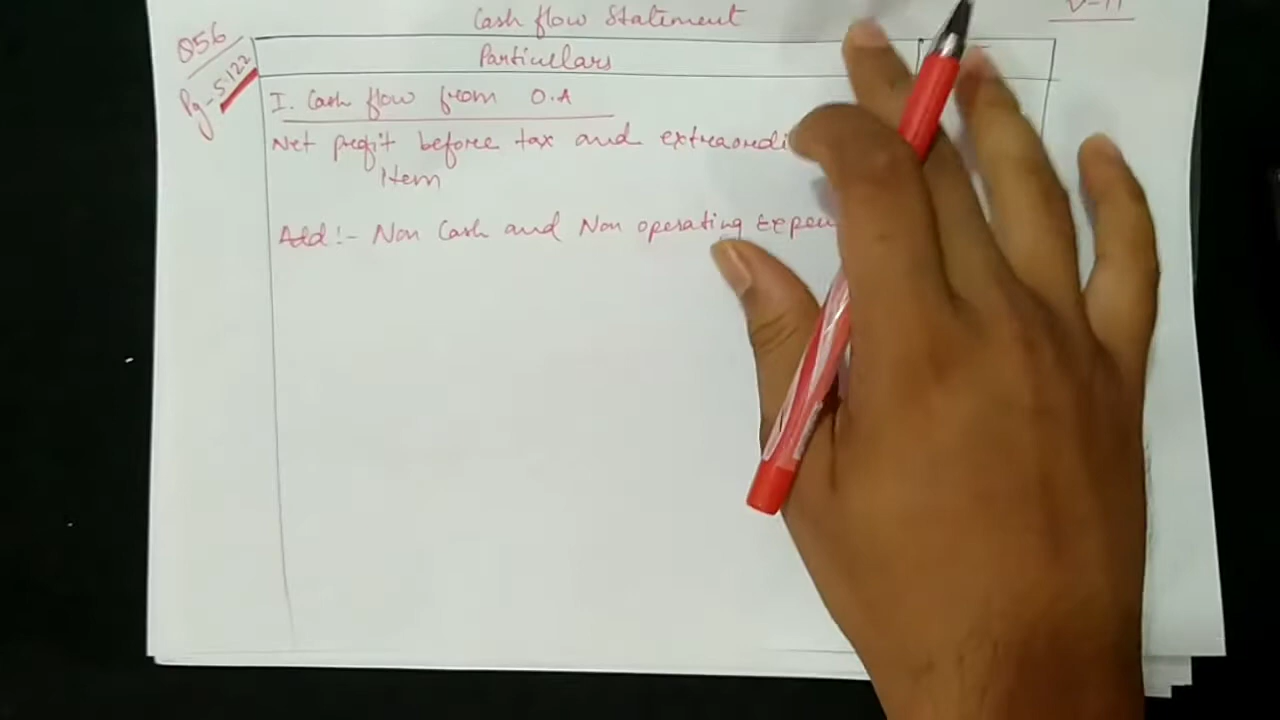 Cash flow Statement
Q56
Pg-5.122
Particulars
I. Cash flow from O.A
Net profit before tax and extraordi
Item
Add:- Non Cash and Non operating Expen